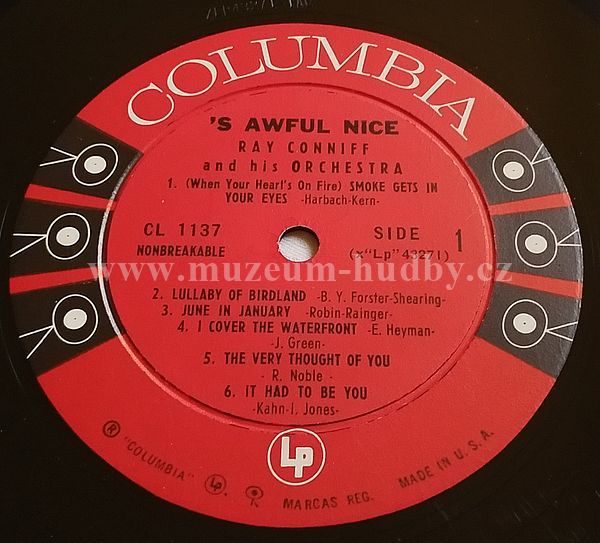 COLUMBIA
'S AWFUL NICE
RAY CONNIFF
and his ORCHESTRA
1. (When Your Hearl's On Fire) SMOKE GETS IN
YOUR EYES -Harbach-Kern-
CL 1137
NONBREAKABLE
SIDE 1
(x"Lp" 43271)
www.muzeum-hudby.cz
2. LULLABY OF BIRDLAND -B. Y. Forster-Shearing-
3. JUNE IN JANUARY -Robin-Rainger-
4. I COVER THE WATERFRONT -E. Heyman-
-J. Green-
5. THE VERY THOUGHT OF YOU
-R. Noble -
6. IT HAD TO BE YOU
-Kahn-I. Jones-
LP
® "COLUMBIA" LP. MARCAS REG. MADE IN U.S.A.